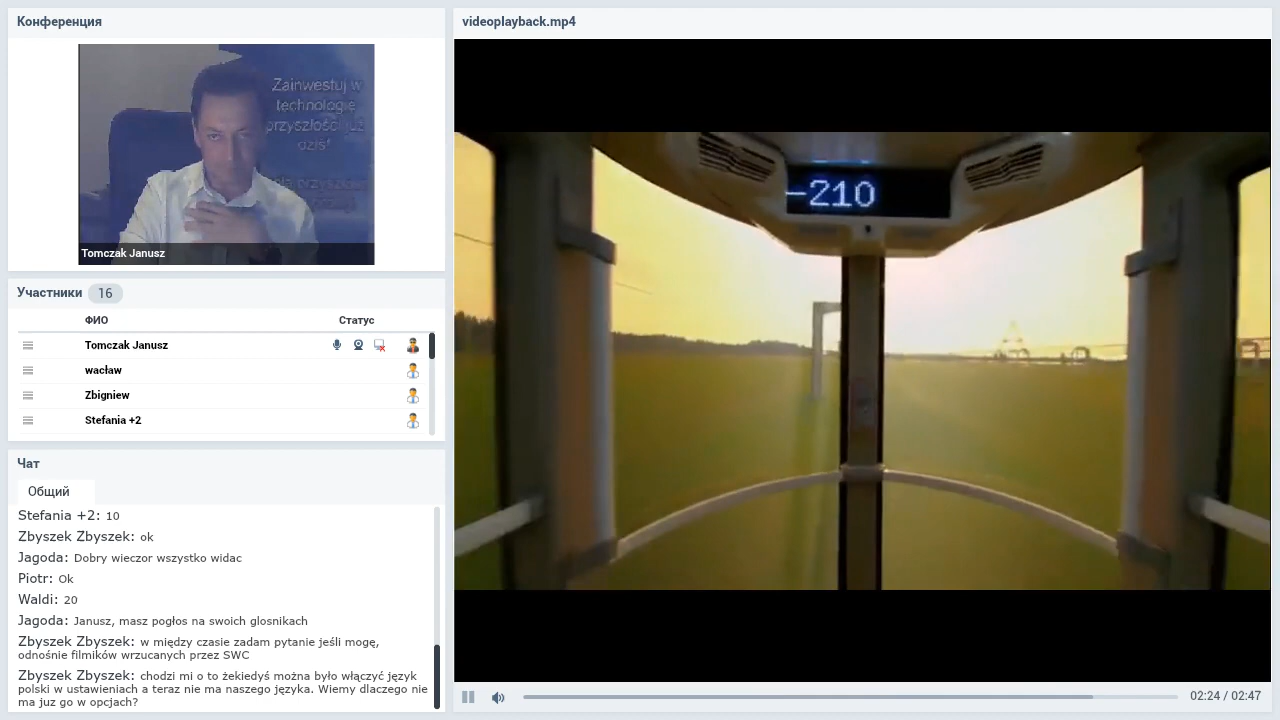 Конференция
videoplayback.mp4
Zainwestuj w
technologie
przyszłości już
dziś"
Tomczak Janusz
-210
Участники 16
ФИО Статус
Tomczak Janusz
wacław
Zbigniew
Stefania +2
Чат
Общий
Stefania +2: 10
Zbyszek Zbyszek: ok
Jagoda: Dobry wieczor wszystko widac
Piotr: Ok
Waldi: 20
Jagoda: Janusz, masz pogłos na swoich glosnikach
Zbyszek Zbyszek: w między czasie zadam pytanie jeśli mogę,
odnośnie filmików wrzucanych przez SWC
Zbyszek Zbyszek: chodzi mi o to żekiedyś można było włączyć język
polski w ustawieniach a teraz nie ma naszego języka. Wiemy dlaczego nie
ma juz go w opcjach?
02:24 / 02:47